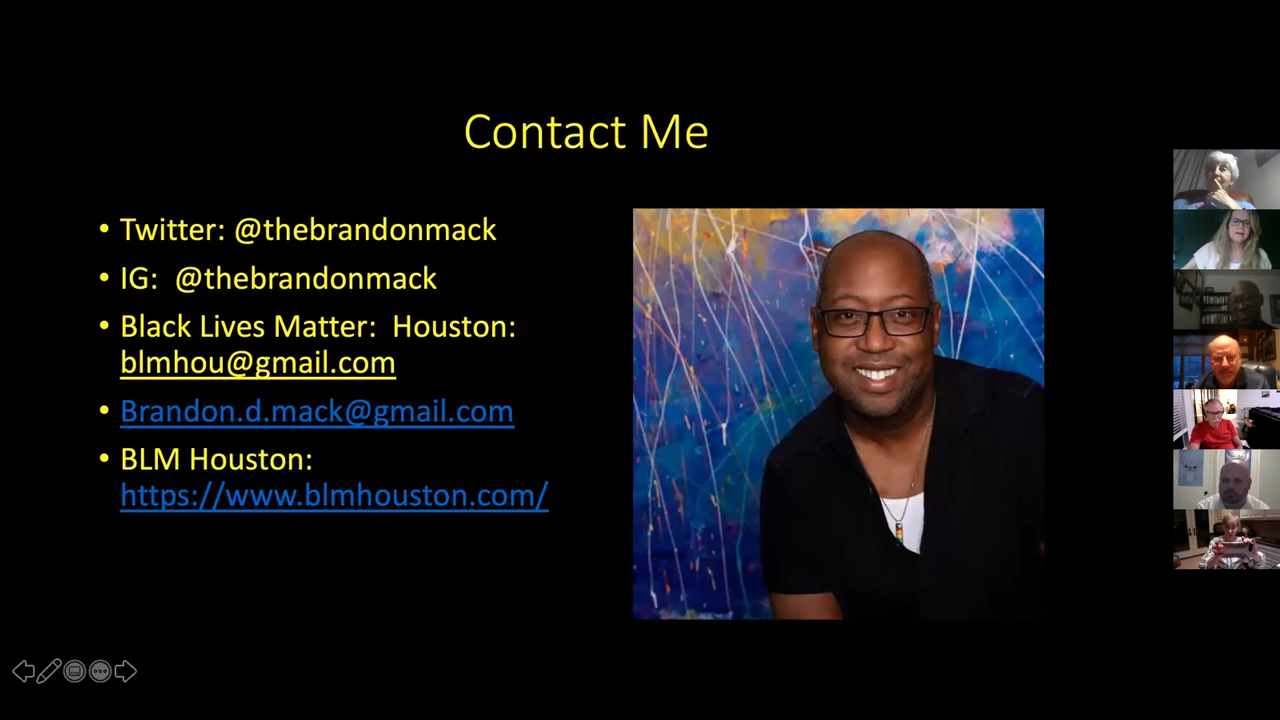 Contact Me
• Twitter: @thebrandonmack
• IG:  @thebrandonmack
• Black Lives Matter:  Houston:
blmhou@gmail.com
• Brandon.d.mack@gmail.com
• BLM Houston:
https://www.blmhouston.com/